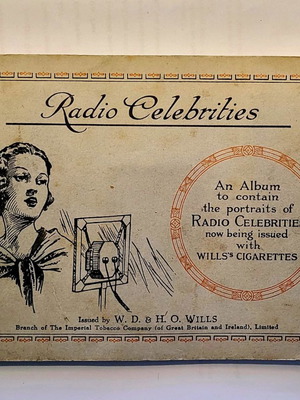 Radio Celebrities
An Album
to contain
the portraits of
RADIO CELEBRITIE
now being issued
with
WILLS'S CIGARETTES
Issued by W. D. & H. O. WILLS
Branch of The Imperial Tobacco Company (of Great Britain and Ireland), Limited